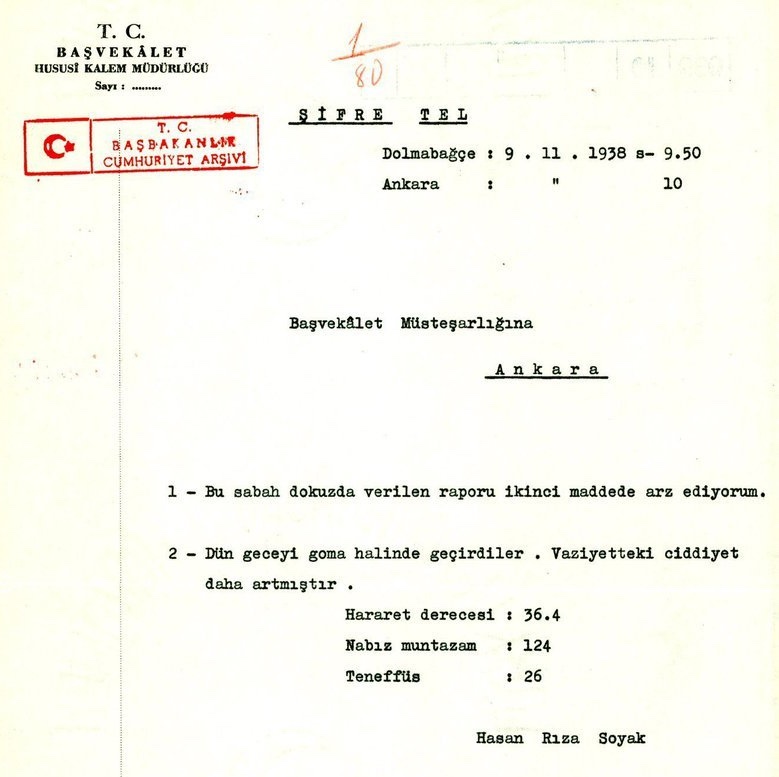 T. C.
BAŞVEKÂLET
HUSUSİ KALEM MÜDÜRLÜĞÜ
Sayı : .........
1
80
T. C.
BAŞBAKANLIK
CUMHURİYET ARŞİVİ
ŞİFRE TEL
Dolmabağçe : 9 . 11 . 1938 s- 9.50
Ankara : " 10
Başvekâlet Müsteşarlığına
Ankara
1 - Bu sabah dokuzda verilen raporu ikinci maddede arz ediyorum.
2 - Dün geceyi goma halinde geçirdiler . Vaziyetteki ciddiyet
daha artmıştır .
Hararet derecesi : 36.4
Nabız muntazam : 124
Teneffüs : 26
Hasan Rıza Soyak